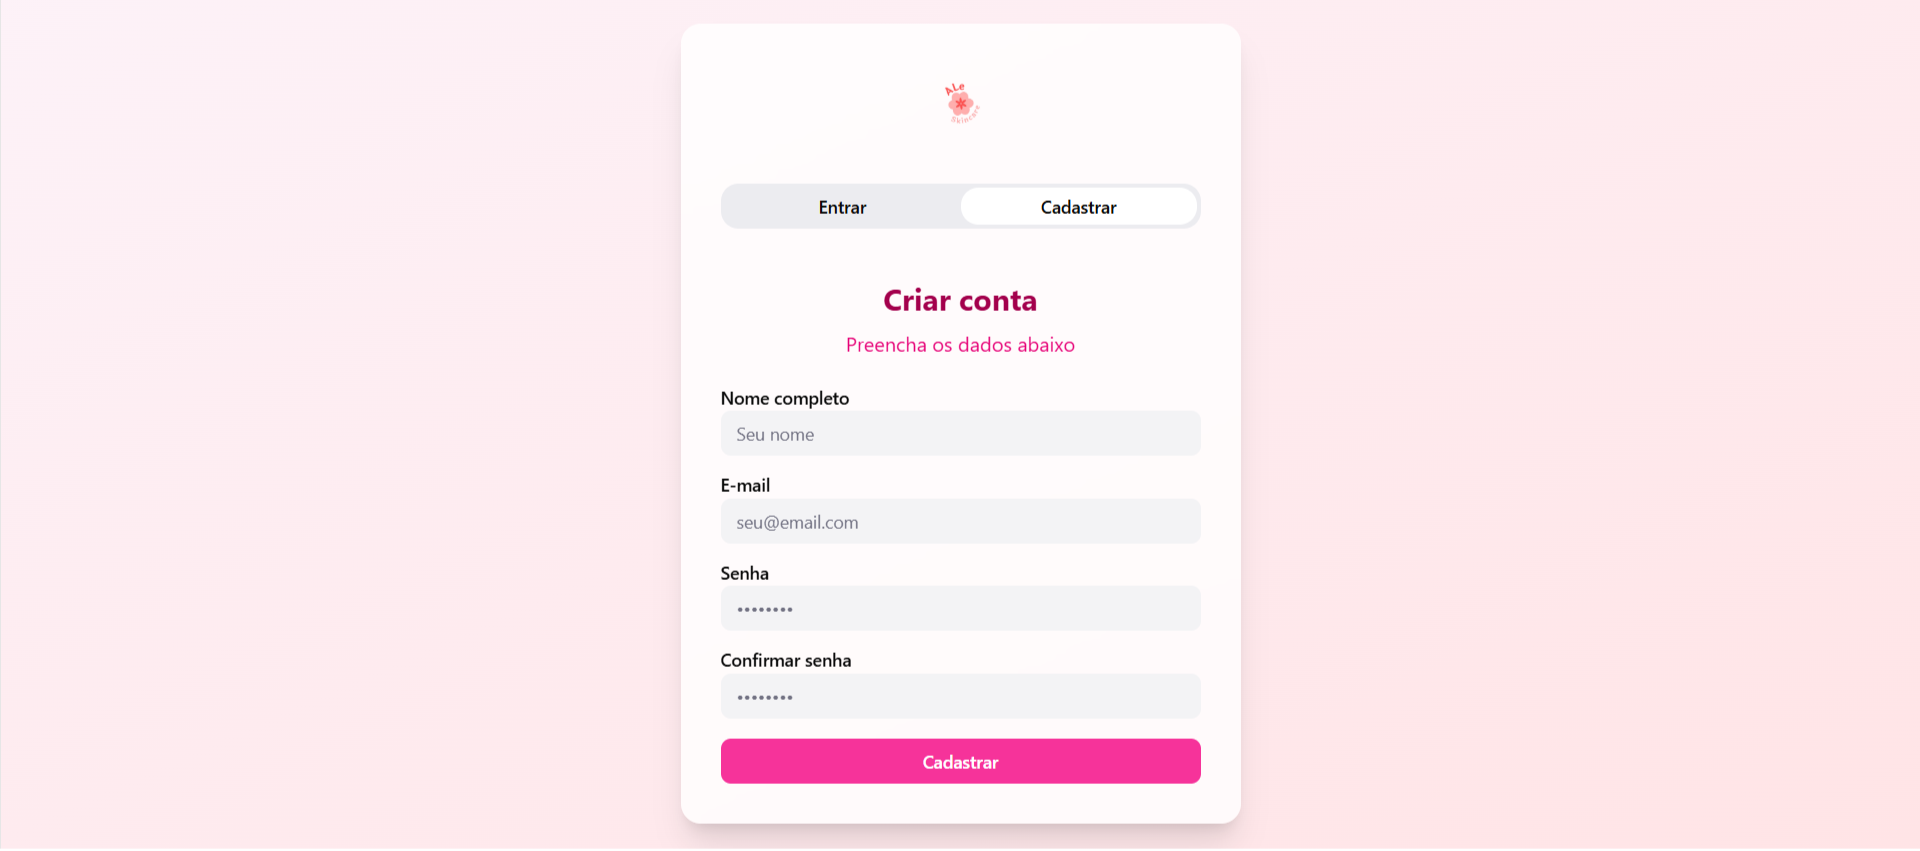 ALe
Skincare
Entrar
Cadastrar
Criar conta
Preencha os dados abaixo
Nome completo
Seu nome
E-mail
seu@email.com
Senha
••••••••
Confirmar senha
••••••••
Cadastrar